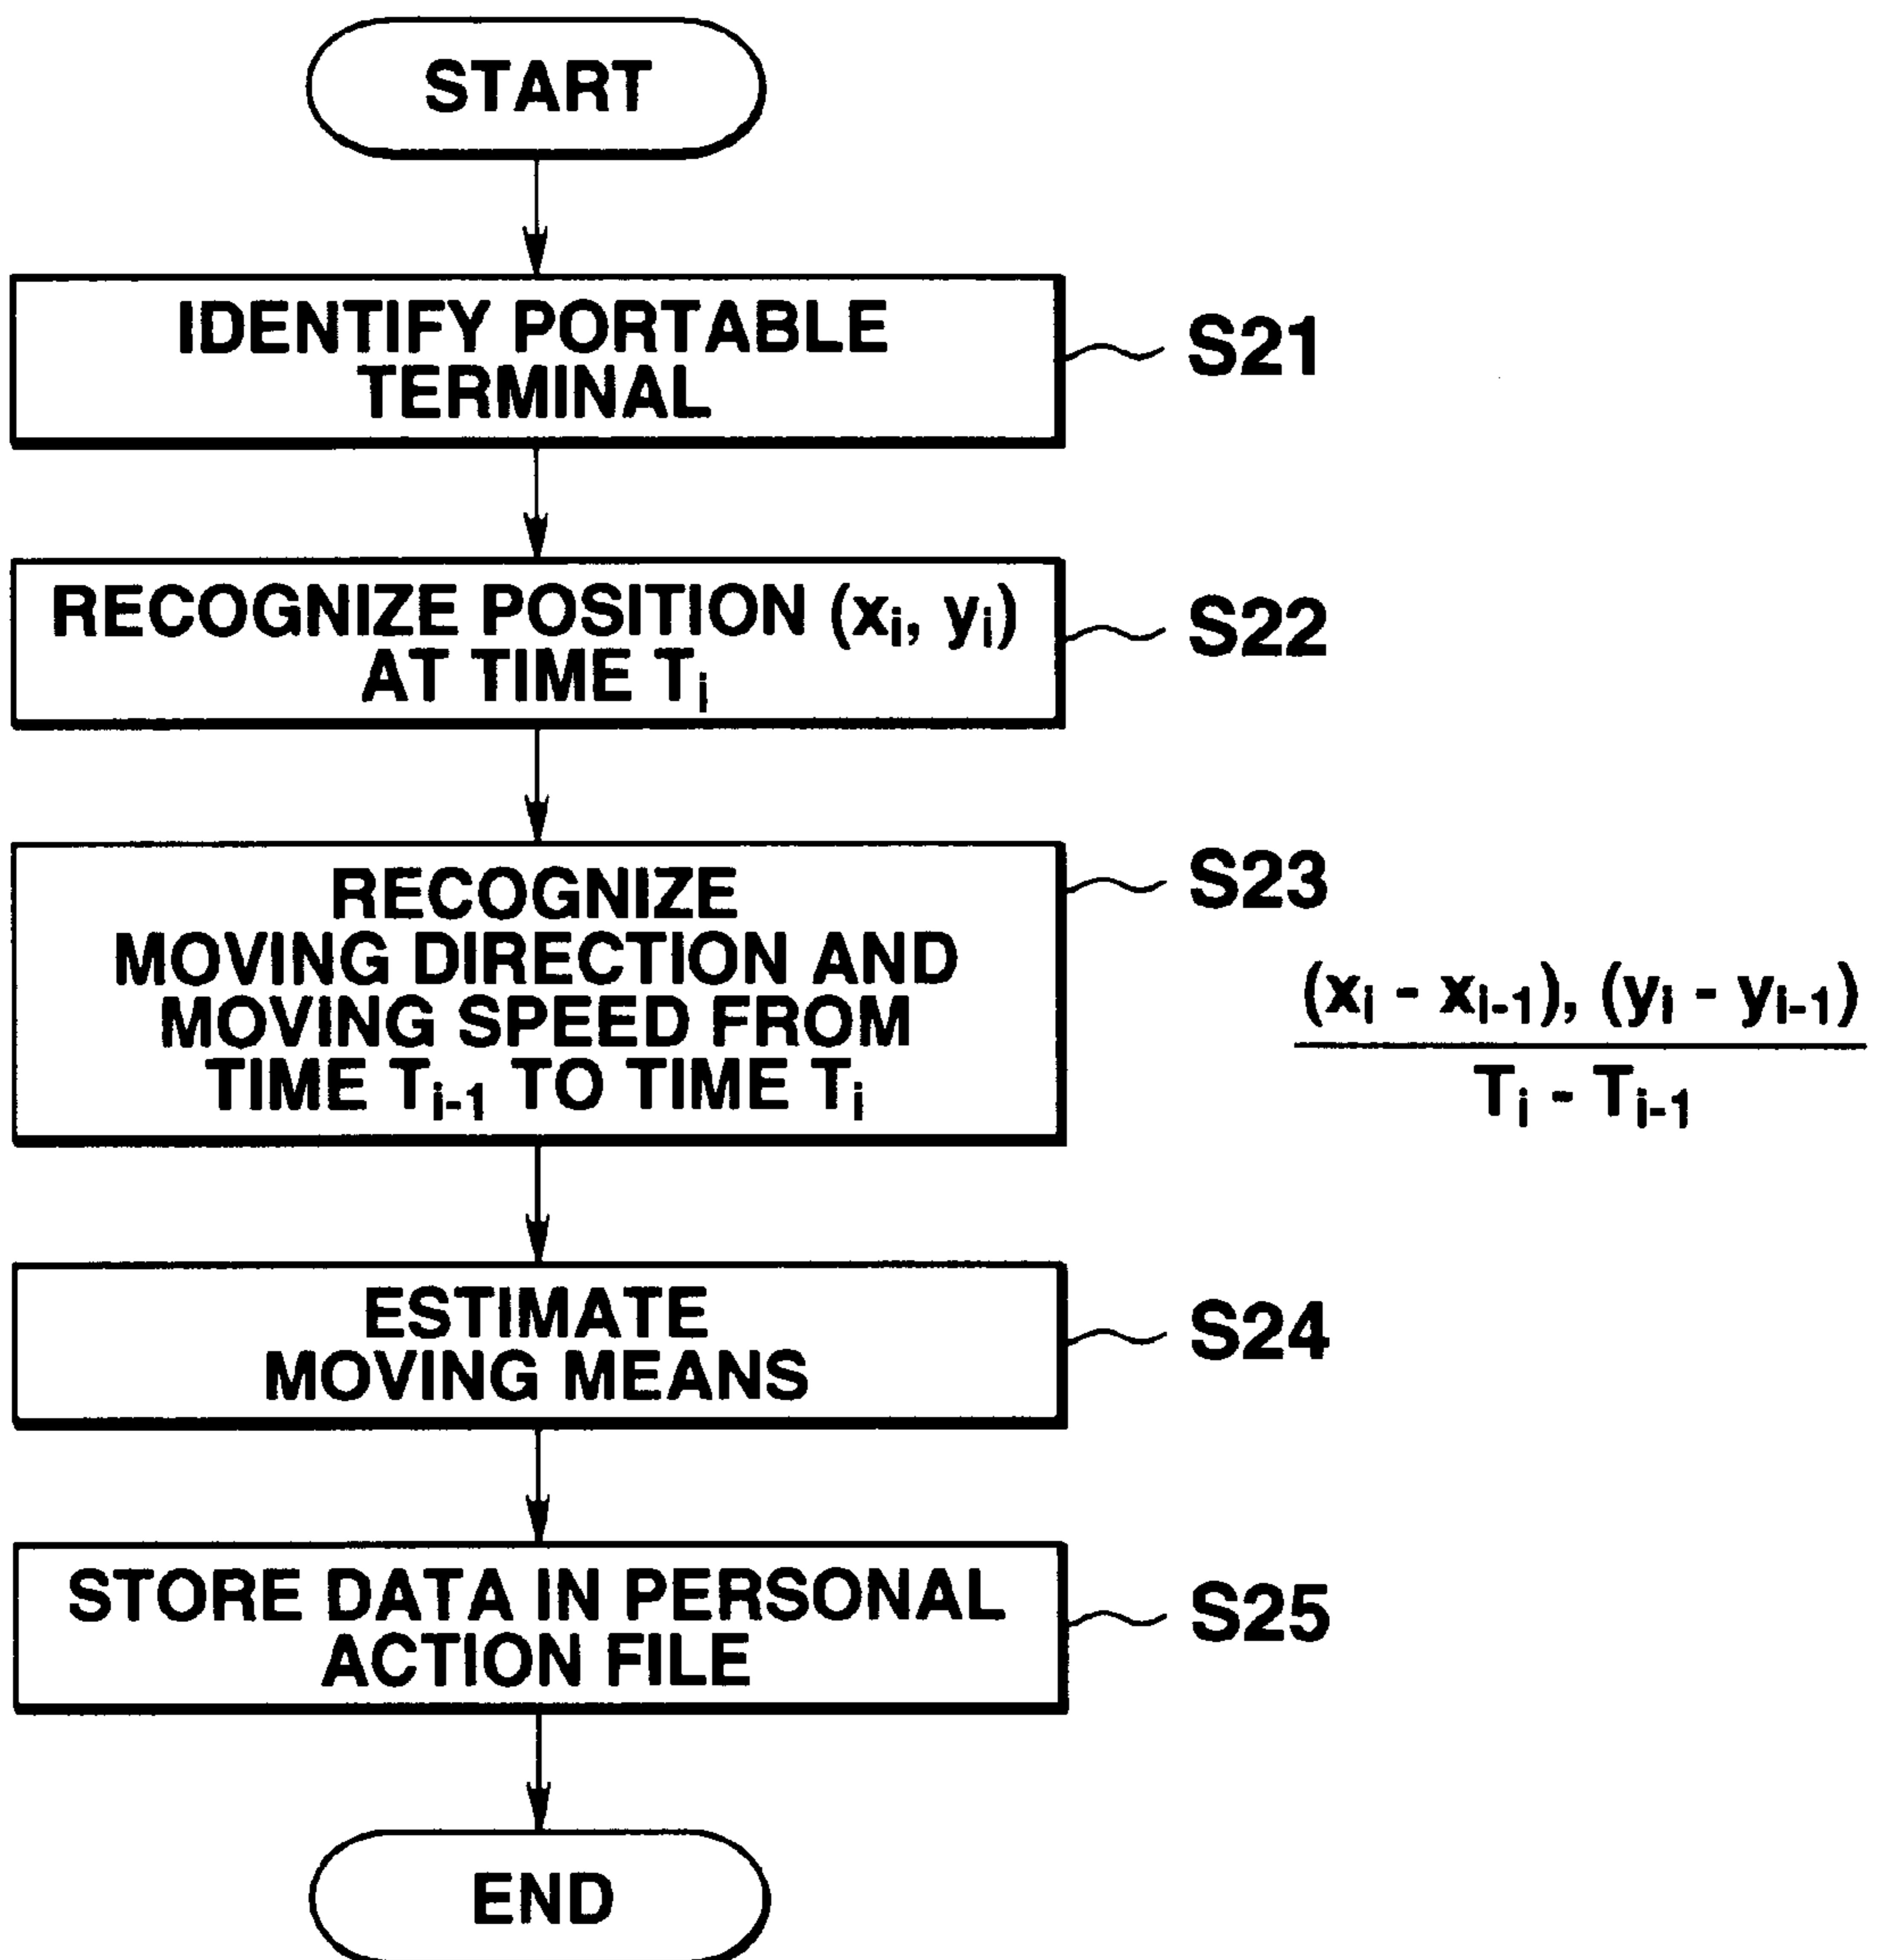 START
IDENTIFY PORTABLE
TERMINAL
S21
RECOGNIZE POSITION (xᵢ, yᵢ)
AT TIME Tᵢ
S22
RECOGNIZE
MOVING DIRECTION AND
MOVING SPEED FROM
TIME Tᵢ₋₁ TO TIME Tᵢ
S23
(xᵢ - xᵢ₋₁), (yᵢ - yᵢ₋₁)
Tᵢ - Tᵢ₋₁
ESTIMATE
MOVING MEANS
S24
STORE DATA IN PERSONAL
ACTION FILE
S25
END